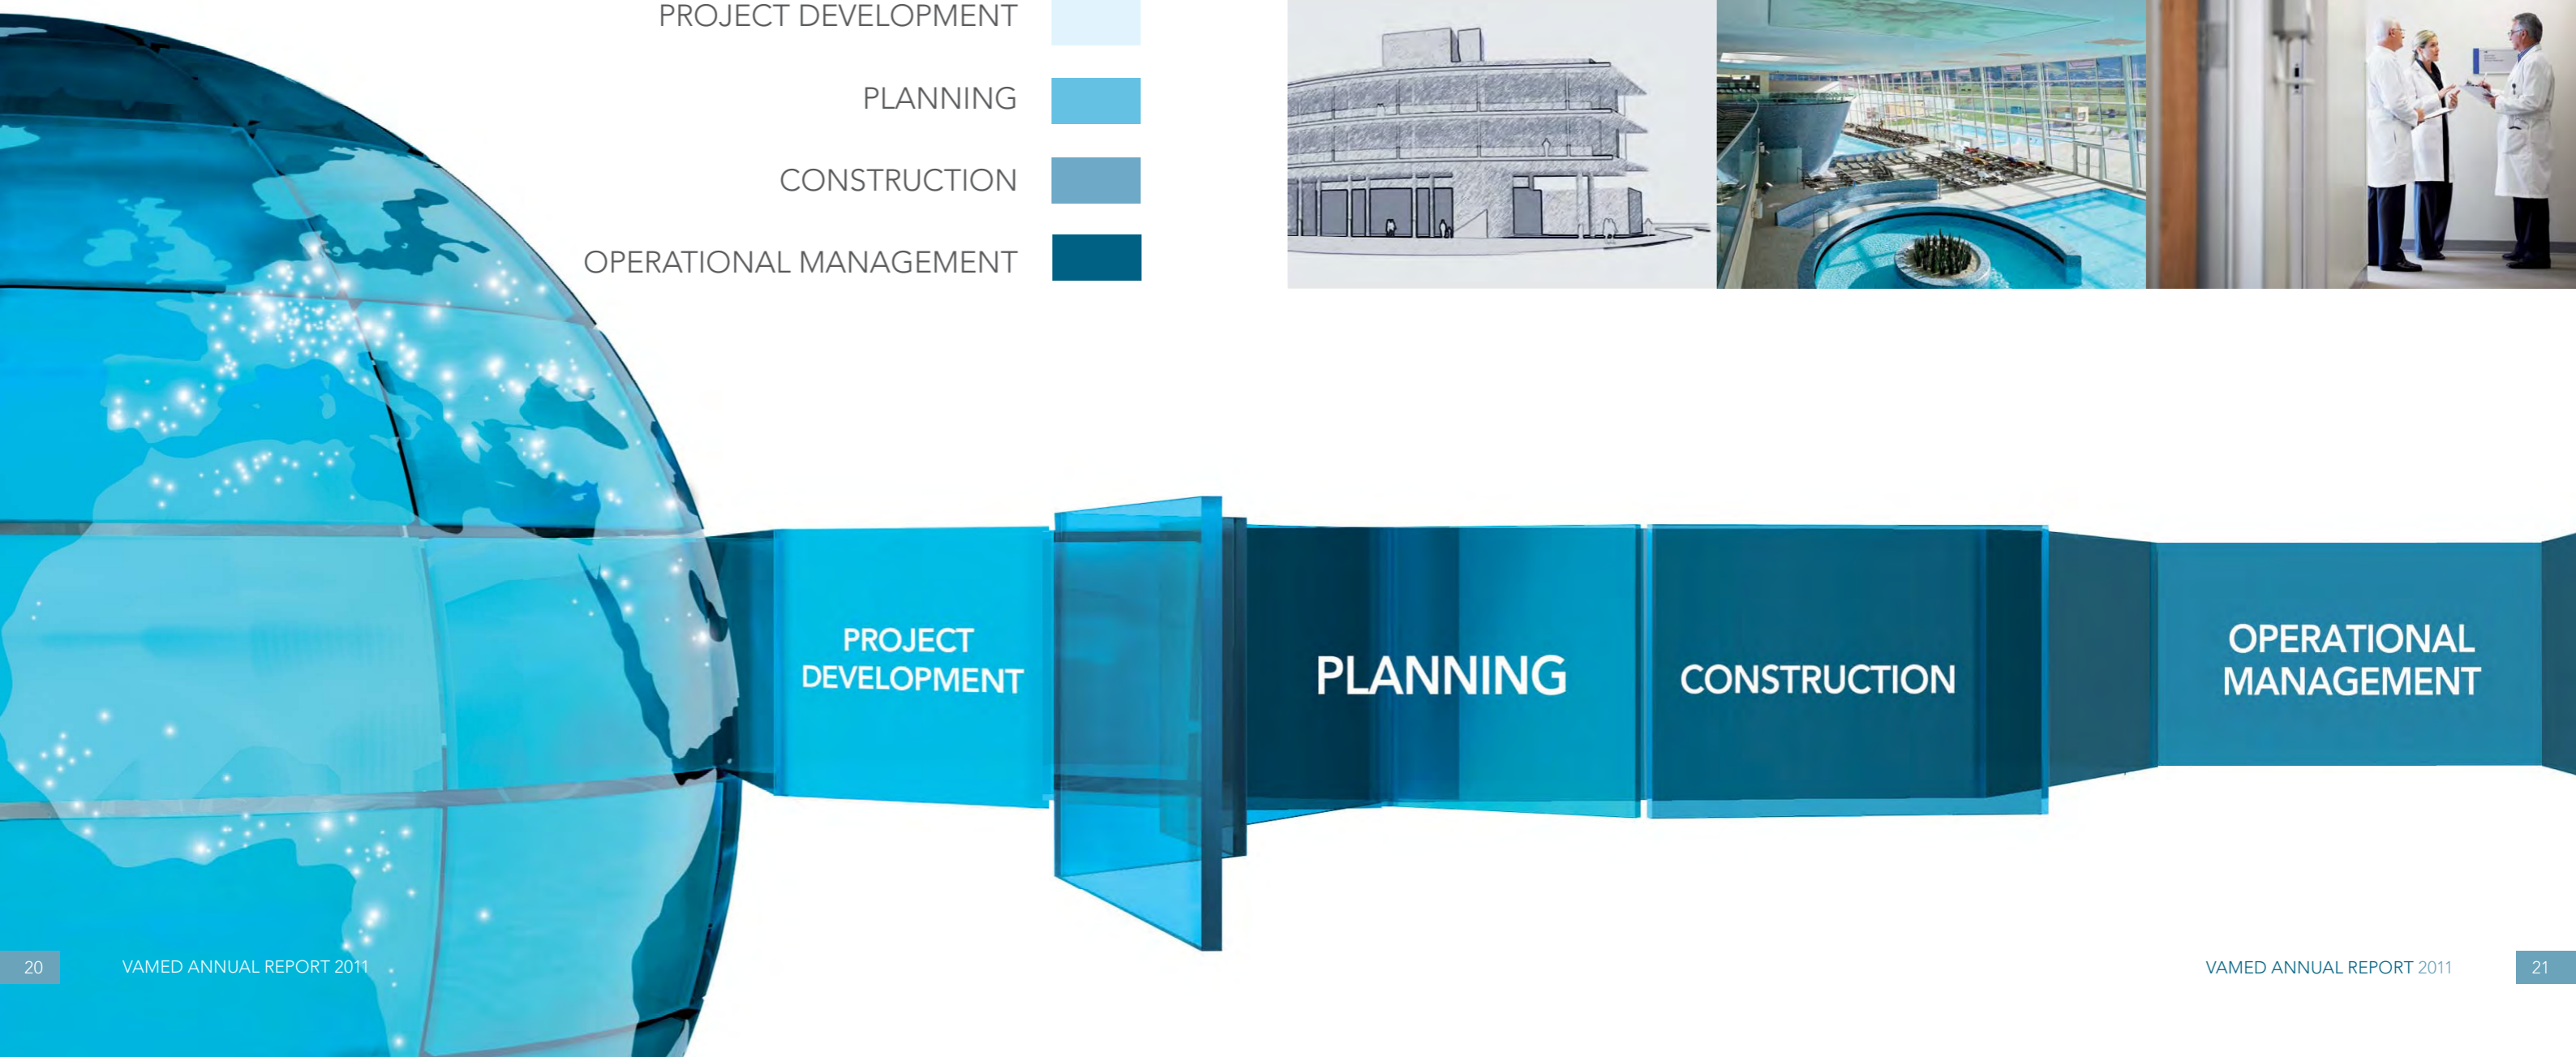 PROJECT DEVELOPMENT
PLANNING
CONSTRUCTION
OPERATIONAL MANAGEMENT
PROJECT
DEVELOPMENT
PLANNING
CONSTRUCTION
OPERATIONAL
MANAGEMENT
20
VAMED ANNUAL REPORT 2011
VAMED ANNUAL REPORT 2011
21